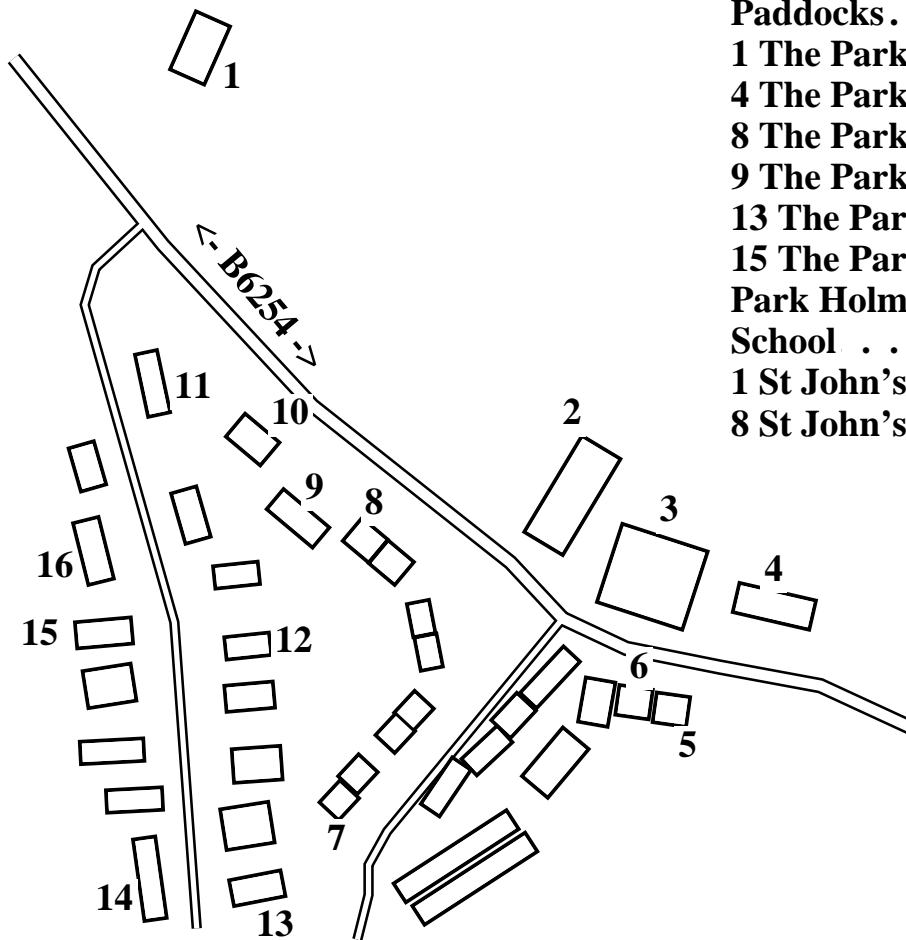 Paddocks .
1 The Park
4 The Park
8 The Park
9 The Park
13 The Par
15 The Par
Park Holm
School . . .
1 St John’s
8 St John’s
1
<- B6254 ->
11
10
2
9
8
3
16
4
15
12
6
5
7
14
13